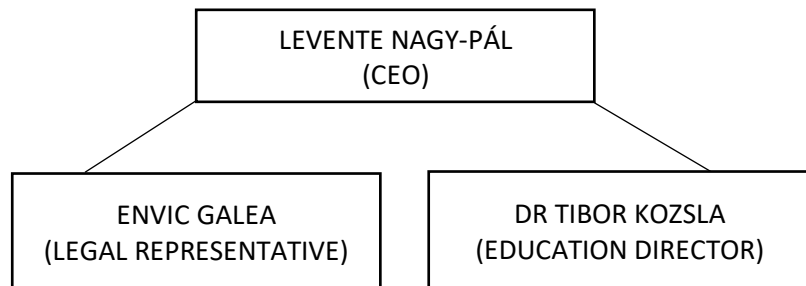 LEVENTE NAGY-PÁL
(CEO)
ENVIC GALEA
(LEGAL REPRESENTATIVE)
DR TIBOR KOZSLA
(EDUCATION DIRECTOR)